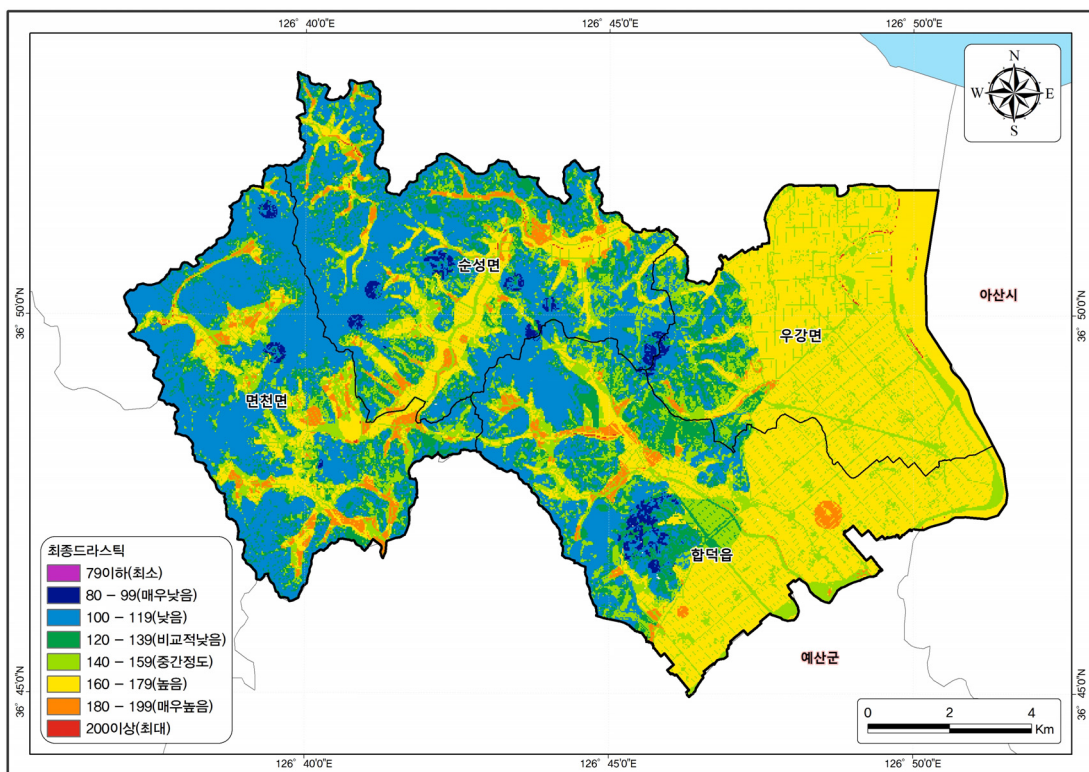 126° 40'0"E
126° 45'0"E
126° 50'0"E
N
W
E
S
36° 50'0"N
36° 50'0"N
순성면
아산시
우강면
면천면
합덕읍
예산군
최종드라스틱
79이하(최소)
80 – 99(매우낮음)
100 – 119(낮음)
120 – 139(비교적낮음)
140 – 159(중간정도)
160 – 179(높음)
180 – 199(매우높음)
200이상(최대)
36° 45'0"N
36° 45'0"N
0
2
4
Km
126° 40'0"E
126° 45'0"E
126° 50'0"E